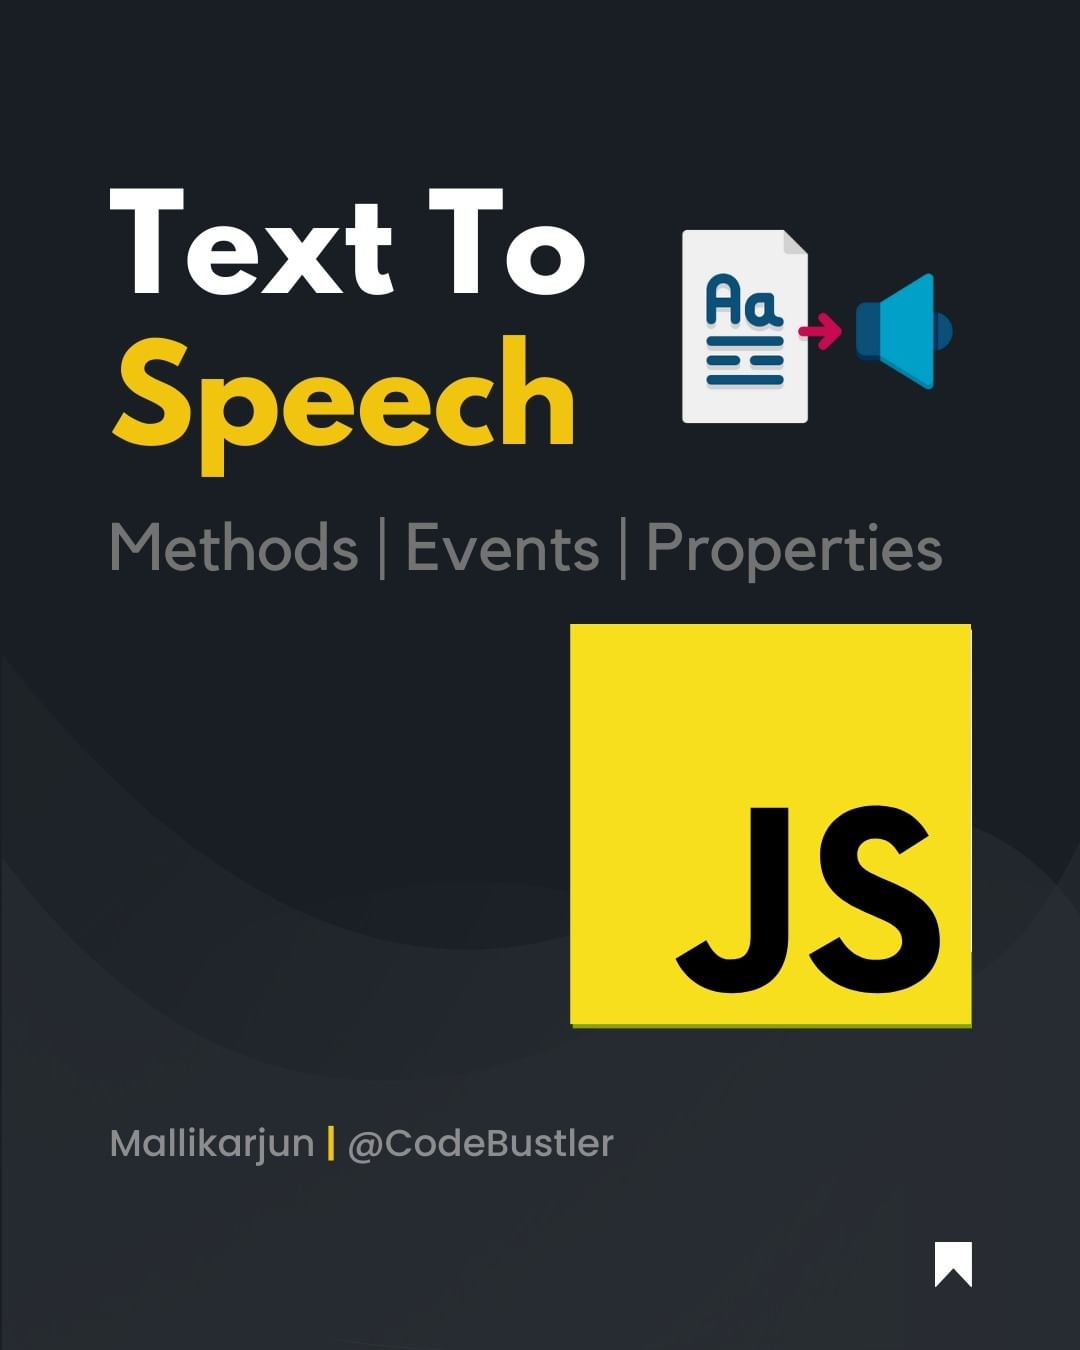 Text To
Speech
Aa
Methods | Events | Properties
JS
Mallikarjun | @CodeBustler